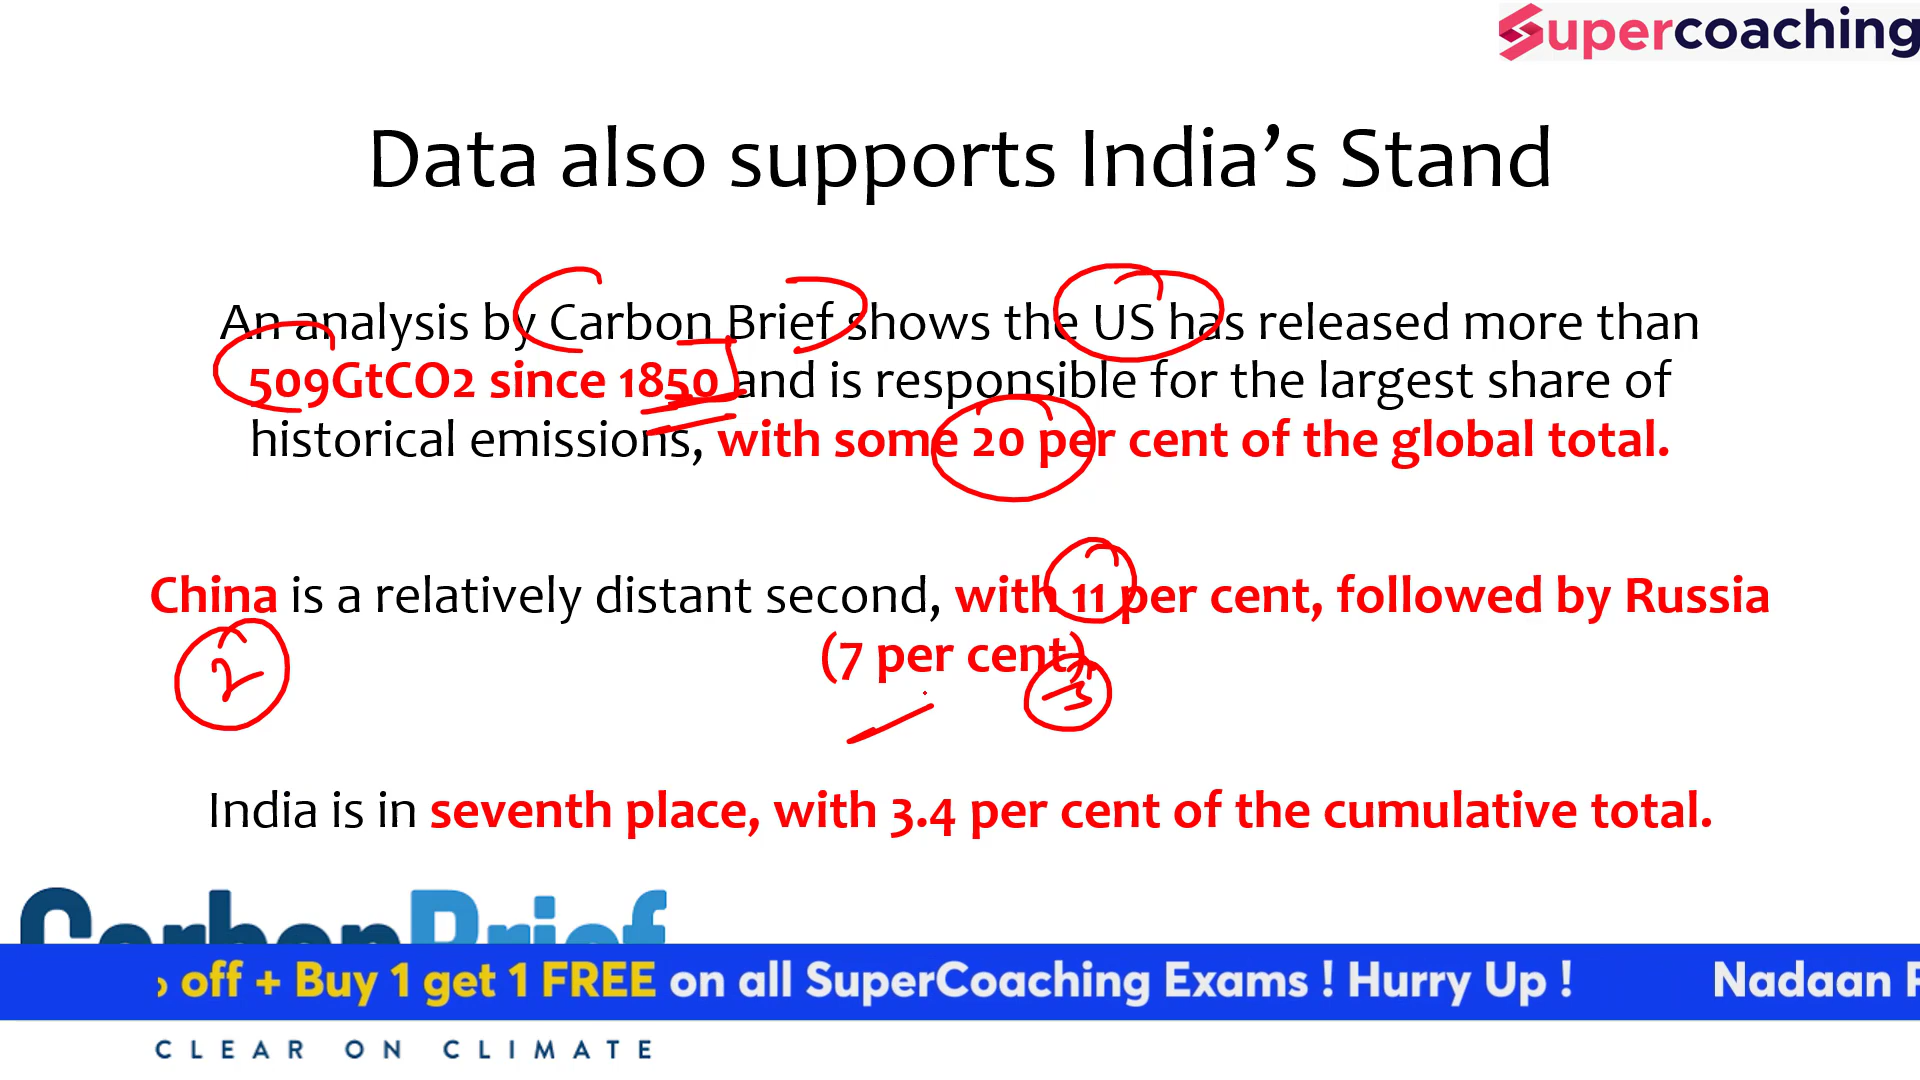 Supercoaching
Data also supports India’s Stand
An analysis by Carbon Brief shows the US has released more than
509GtCO2 since 1850 and is responsible for the largest share of
historical emissions, with some 20 per cent of the global total.
China is a relatively distant second, with 11 per cent, followed by Russia
(7 per cent).
2
3
India is in seventh place, with 3.4 per cent of the cumulative total.
CarbonBrief
off + Buy 1 get 1 FREE on all SuperCoaching Exams ! Hurry Up ! Nadaan
CLEAR ON CLIMATE